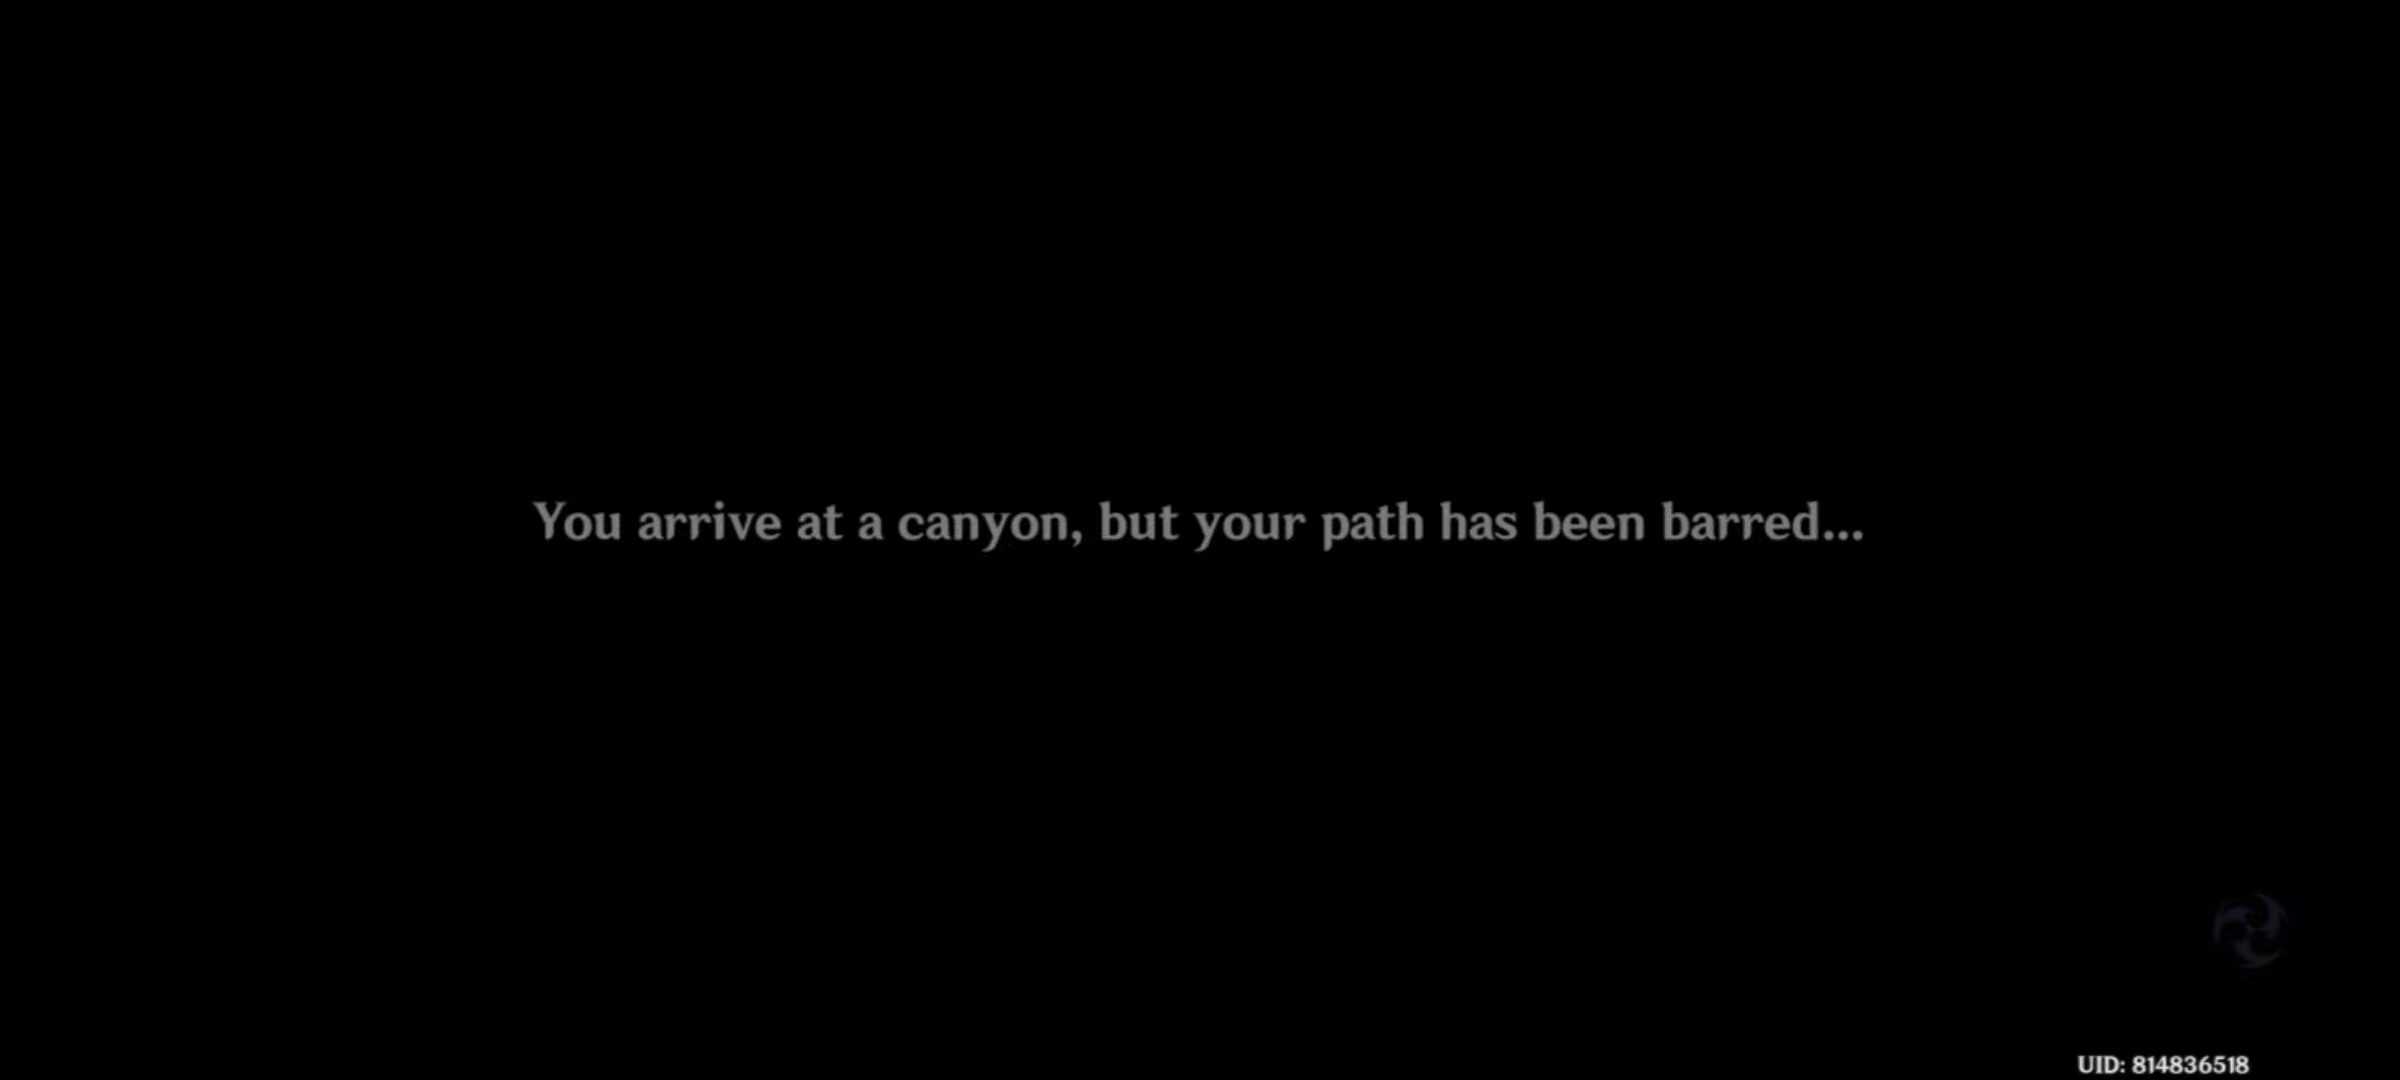 You arrive at a canyon, but your path has been barred...
UID: 814836518